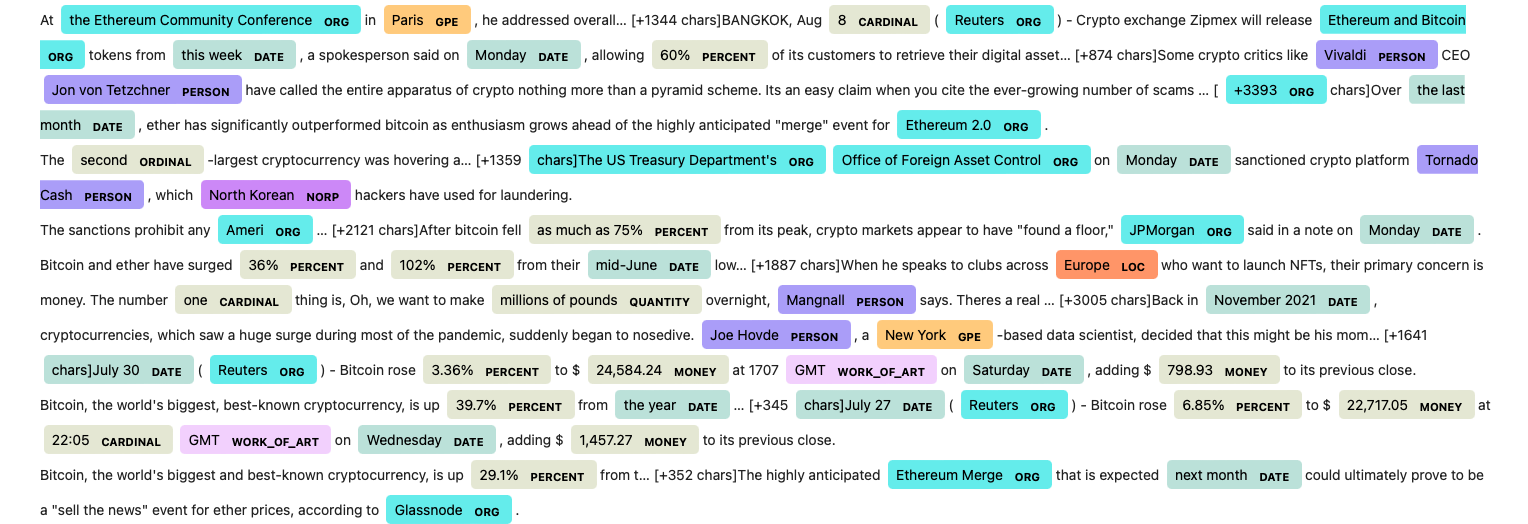 At the Ethereum Community Conference ORG in Paris GPE , he addressed overall… [+1344 chars]BANGKOK, Aug 8 CARDINAL ( Reuters ORG ) - Crypto exchange Zipmex will release Ethereum and Bitcoin
ORG tokens from this week DATE , a spokesperson said on Monday DATE , allowing 60% PERCENT of its customers to retrieve their digital asset… [+874 chars]Some crypto critics like Vivaldi PERSON CEO
Jon von Tetzchner PERSON have called the entire apparatus of crypto nothing more than a pyramid scheme. Its an easy claim when you cite the ever-growing number of scams … [ +3393 ORG chars]Over the last
month DATE , ether has significantly outperformed bitcoin as enthusiasm grows ahead of the highly anticipated "merge" event for Ethereum 2.0 ORG .
The second ORDINAL -largest cryptocurrency was hovering a… [+1359 chars]The US Treasury Department's ORG Office of Foreign Asset Control ORG on Monday DATE sanctioned crypto platform Tornado
Cash PERSON , which North Korean NORP hackers have used for laundering.
The sanctions prohibit any Ameri ORG … [+2121 chars]After bitcoin fell as much as 75% PERCENT from its peak, crypto markets appear to have "found a floor," JPMorgan ORG said in a note on Monday DATE .
Bitcoin and ether have surged 36% PERCENT and 102% PERCENT from their mid-June DATE low… [+1887 chars]When he speaks to clubs across Europe LOC who want to launch NFTs, their primary concern is
money. The number one CARDINAL thing is, Oh, we want to make millions of pounds QUANTITY overnight, Mangnall PERSON says. Theres a real … [+3005 chars]Back in November 2021 DATE ,
cryptocurrencies, which saw a huge surge during most of the pandemic, suddenly began to nosedive. Joe Hovde PERSON , a New York GPE -based data scientist, decided that this might be his mom… [+1641
chars]July 30 DATE ( Reuters ORG ) - Bitcoin rose 3.36% PERCENT to $ 24,584.24 MONEY at 1707 GMT WORK_OF_ART on Saturday DATE , adding $ 798.93 MONEY to its previous close.
Bitcoin, the world's biggest, best-known cryptocurrency, is up 39.7% PERCENT from the year DATE … [+345 chars]July 27 DATE ( Reuters ORG ) - Bitcoin rose 6.85% PERCENT to $ 22,717.05 MONEY at
22:05 CARDINAL GMT WORK_OF_ART on Wednesday DATE , adding $ 1,457.27 MONEY to its previous close.
Bitcoin, the world's biggest and best-known cryptocurrency, is up 29.1% PERCENT from t… [+352 chars]The highly anticipated Ethereum Merge ORG that is expected next month DATE could ultimately prove to be
a "sell the news" event for ether prices, according to Glassnode ORG .